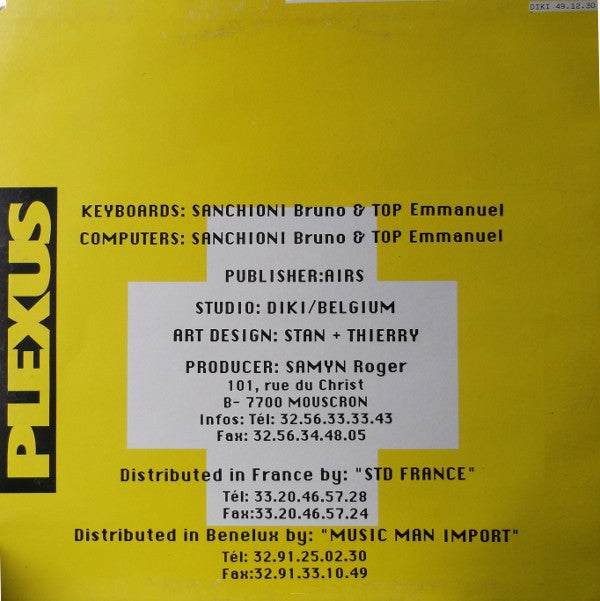 DIKI 49.12.30
PLEXUS
KEYBOARDS: SANCHIONI Bruno & TOP Emmanuel
COMPUTERS: SANCHIONI Bruno & TOP Emmanuel
PUBLISHER:AIRS
STUDIO: DIKI/BELGIUM
ART DESIGN: STAN + THIERRY
PRODUCER: SAMYN Roger
101, rue du Christ
B- 7700 MOUSCRON
Infos: Tél: 32.56.33.33.43
Fax: 32.56.34.48.05
Distributed in France by: "STD FRANCE"
Tél: 33.20.46.57.28
Fax:33.20.46.57.24
Distributed in Benelux by: "MUSIC MAN IMPORT"
Tél: 32.91.25.02.30
Fax:32.91.33.10.49